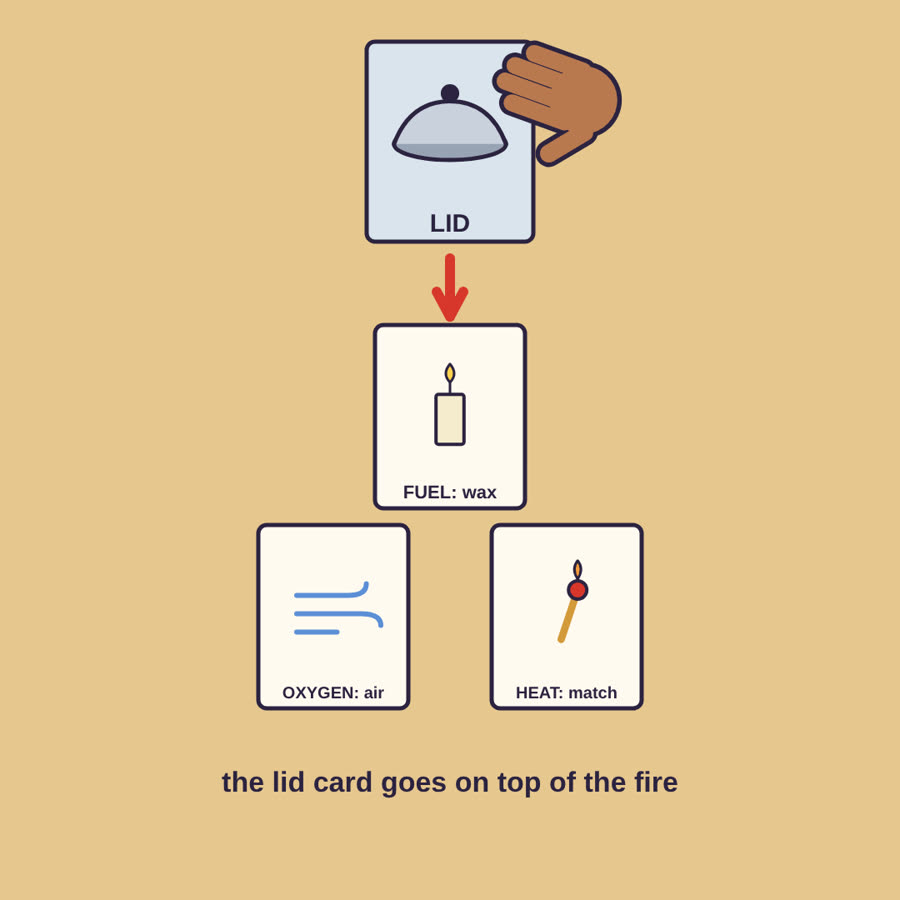 LID
FUEL: wax
OXYGEN: air
HEAT: match
the lid card goes on top of the fire